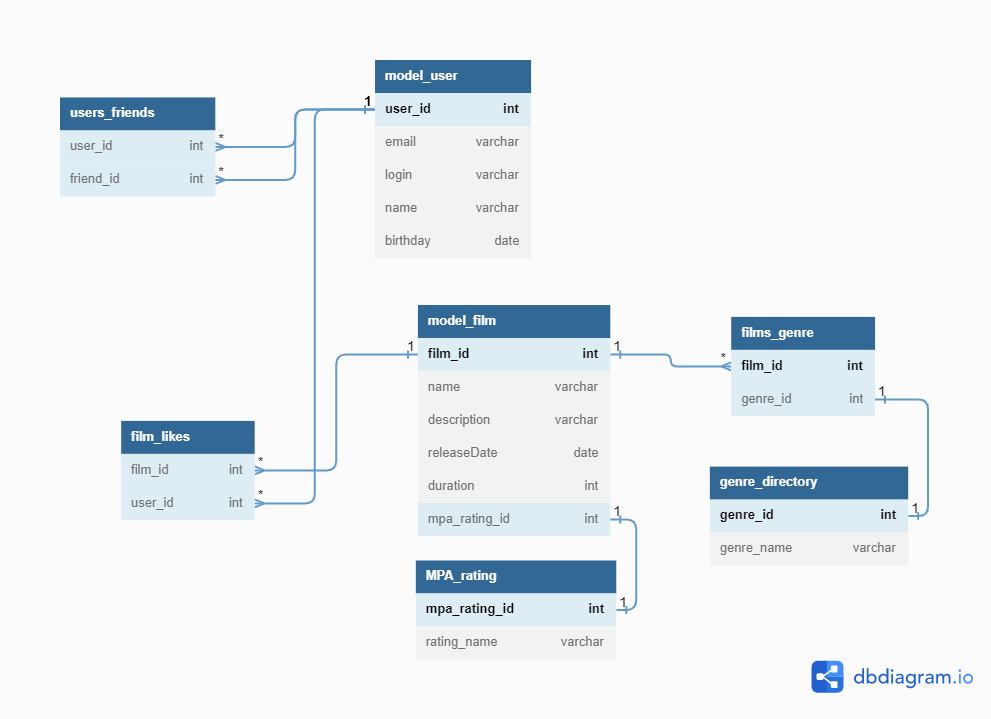 model_user
1
user_id int
email varchar
login varchar
name varchar
birthday date
users_friends
user_id int *
friend_id int *
model_film
1 film_id int 1
name varchar
description varchar
releaseDate date
duration int
mpa_rating_id int 1
films_genre
* film_id int
genre_id int 1
film_likes
film_id int *
user_id int *
genre_directory
genre_id int 1
genre_name varchar
MPA_rating
mpa_rating_id int 1
rating_name varchar
dbdiagram.io